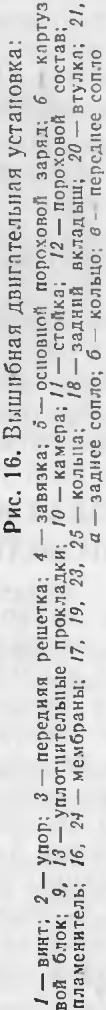 Рис. 16. Вышибная двигательная установка:
1 — винт; 2 — упор; 3 — передняя решетка; 4 — завязка; 5 — основной пороховой заряд; 6 — картуз
вой блок; 9, 13 — уплотнительные прокладки; 10 — камера; 11 — стойка; 12 — пороховой состав;
пламенитель; 16, 24 — мембраны; 17, 19, 23, 25 — кольца; 18 — задний вкладыш; 20 — втулка; 21,
а — заднее сопло; б — кольцо; в — переднее сопло